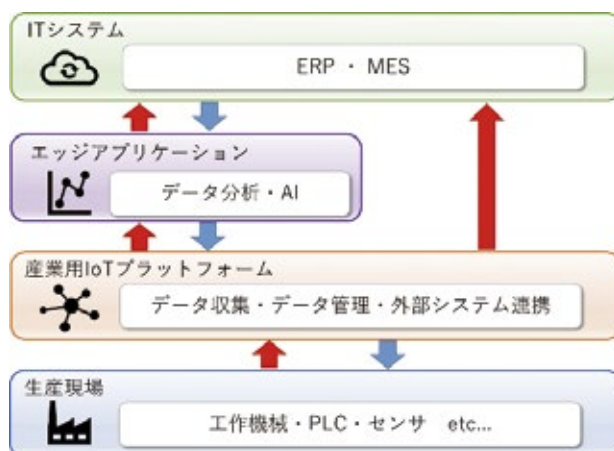 ITシステム
ERP ・ MES
エッジアプリケーション
データ分析・AI
産業用IoTプラットフォーム
データ収集・データ管理・外部システム連携
生産現場
工作機械・PLC・センサ　etc...